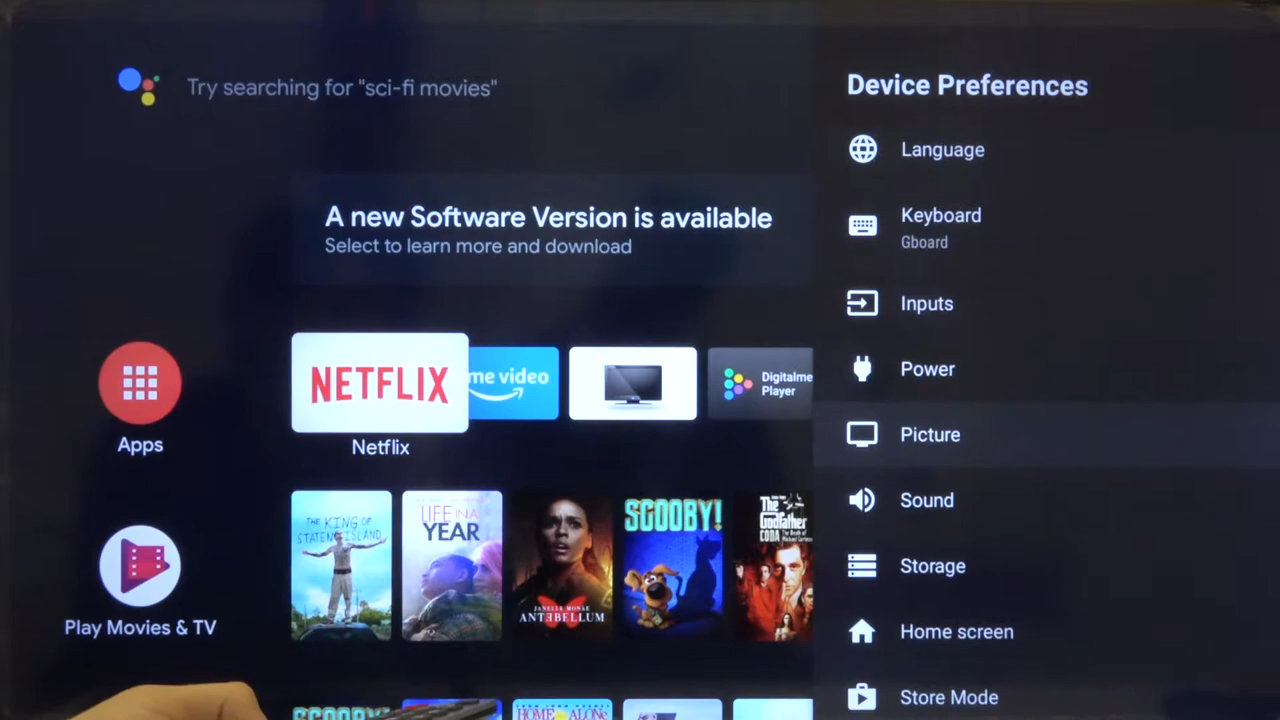 Try searching for "sci-fi movies"
A new Software Version is available
Select to learn more and download
NETFLIX
me video
Digitalme
Player
Apps
Netflix
THE KING OF
STATEN ISLAND
LIFE IN A
YEAR
JANELLE MONAE
ANTEBELLUM
SCOOBY!
The
Godfather
CODA
Play Movies & TV
SCOOBY!
HOME ALONE
Device Preferences
Language
Keyboard
Gboard
Inputs
Power
Picture
Sound
Storage
Home screen
Store Mode